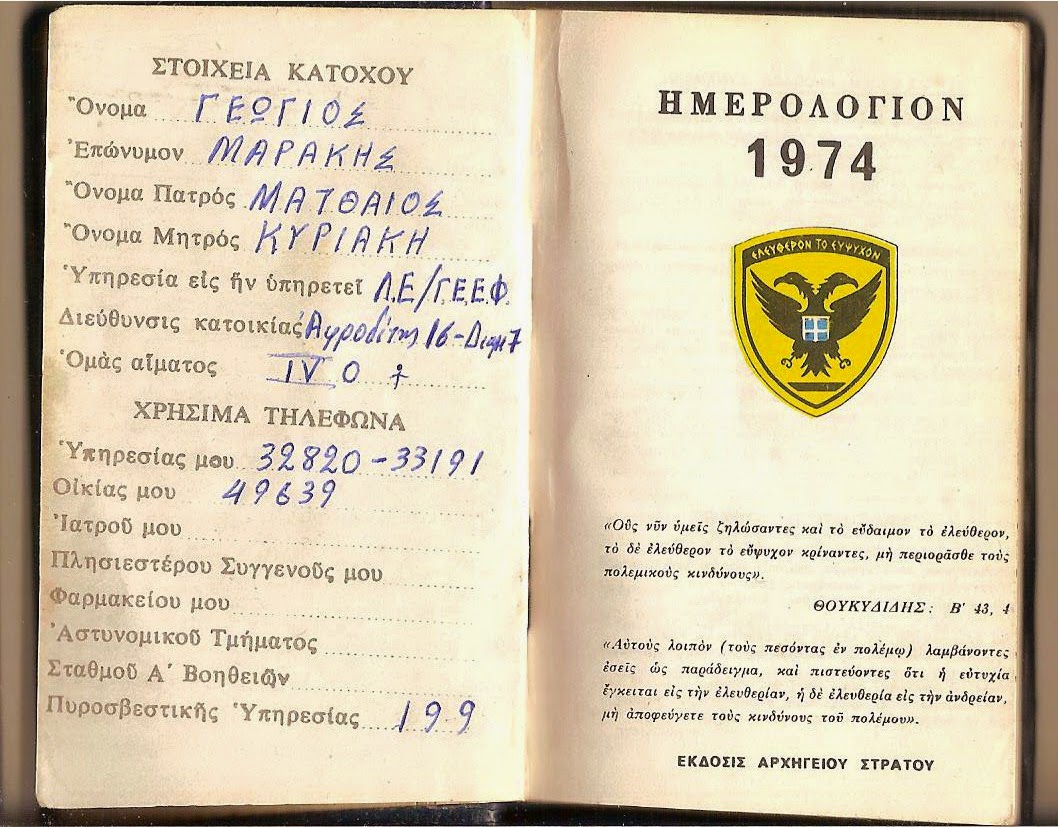 ΣΤΟΙΧΕΙΑ ΚΑΤΟΧΟΥ
Ὄνομα ΓΕΩΡΓΙΟΣ
Ἐπώνυμον ΜΑΡΑΚΗΣ
Ὄνομα Πατρός ΜΑΤΘΑΙΟΣ
Ὄνομα Μητρός ΚΥΡΙΑΚΗ
Ὑπηρεσία εἰς ἣν ὑπηρετεῖ Λ.Ε/ΓΕΕΦ.
Διεύθυνσις κατοικίας Ἀφροδίτης 16-Διαμ 7
Ὁμὰς αἵματος IV O +
ΧΡΗΣΙΜΑ ΤΗΛΕΦΩΝΑ
Ὑπηρεσίας μου 32820-33191
Οἰκίας μου 49639
Ἰατροῦ μου
Πλησιεστέρου Συγγενοῦς μου
Φαρμακείου μου
Ἀστυνομικοῦ Τμήματος
Σταθμοῦ Α΄ Βοηθειῶν
Πυροσβεστικῆς Ὑπηρεσίας 199
ΗΜΕΡΟΛΟΓΙΟΝ
1974
ΕΛΕΥΘΕΡΟΝ ΤΟ ΕΥΨΥΧΟΝ
«Οὓς νῦν ὑμεῖς ζηλώσαντες καὶ τὸ εὔδαιμον τὸ ἐλεύθερον,
τὸ δὲ ἐλεύθερον τὸ εὔψυχον κρίναντες, μὴ περιορᾶσθε τοὺς
πολεμικοὺς κινδύνους».
ΘΟΥΚΥΔΙΔΗΣ: Β' 43, 4
«Αὐτοὺς λοιπὸν (τοὺς πεσόντας ἐν πολέμῳ) λαμβάνοντες
ἐσεῖς ὡς παράδειγμα, καὶ πιστεύοντες ὅτι ἡ εὐτυχία
ἔγκειται εἰς τὴν ἐλευθερίαν, ἡ δὲ ἐλευθερία εἰς τὴν ἀνδρείαν,
μὴ ἀποφεύγετε τοὺς κινδύνους τοῦ πολέμου».
ΕΚΔΟΣΙΣ ΑΡΧΗΓΕΙΟΥ ΣΤΡΑΤΟΥ